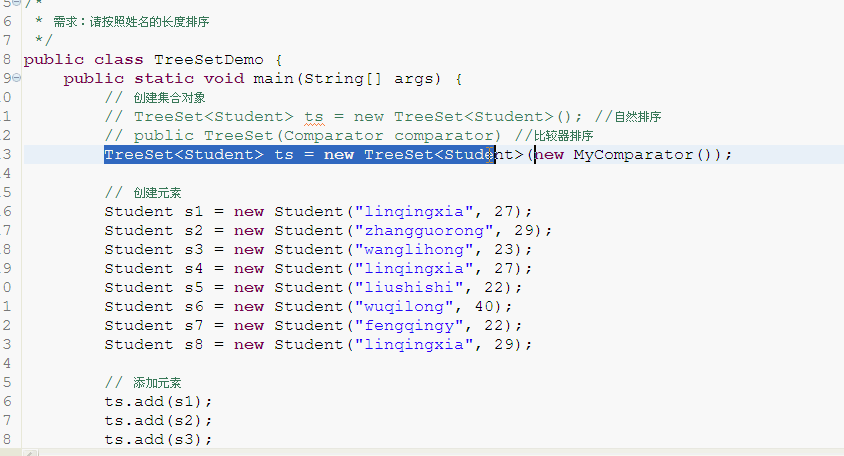 5 /*
6  * 需求：请按照姓名的长度排序
7  */
8 public class TreeSetDemo {
9     public static void main(String[] args) {
0         // 创建集合对象
1         // TreeSet<Student> ts = new TreeSet<Student>(); //自然排序
2         // public TreeSet(Comparator comparator) //比较器排序
3         TreeSet<Student> ts = new TreeSet<Student>(new MyComparator());
4
5         // 创建元素
6         Student s1 = new Student("linqingxia", 27);
7         Student s2 = new Student("zhangguorong", 29);
8         Student s3 = new Student("wanglihong", 23);
9         Student s4 = new Student("linqingxia", 27);
0         Student s5 = new Student("liushishi", 22);
1         Student s6 = new Student("wuqilong", 40);
2         Student s7 = new Student("fengqingy", 22);
3         Student s8 = new Student("linqingxia", 29);
4
5         // 添加元素
6         ts.add(s1);
7         ts.add(s2);
8         ts.add(s3);